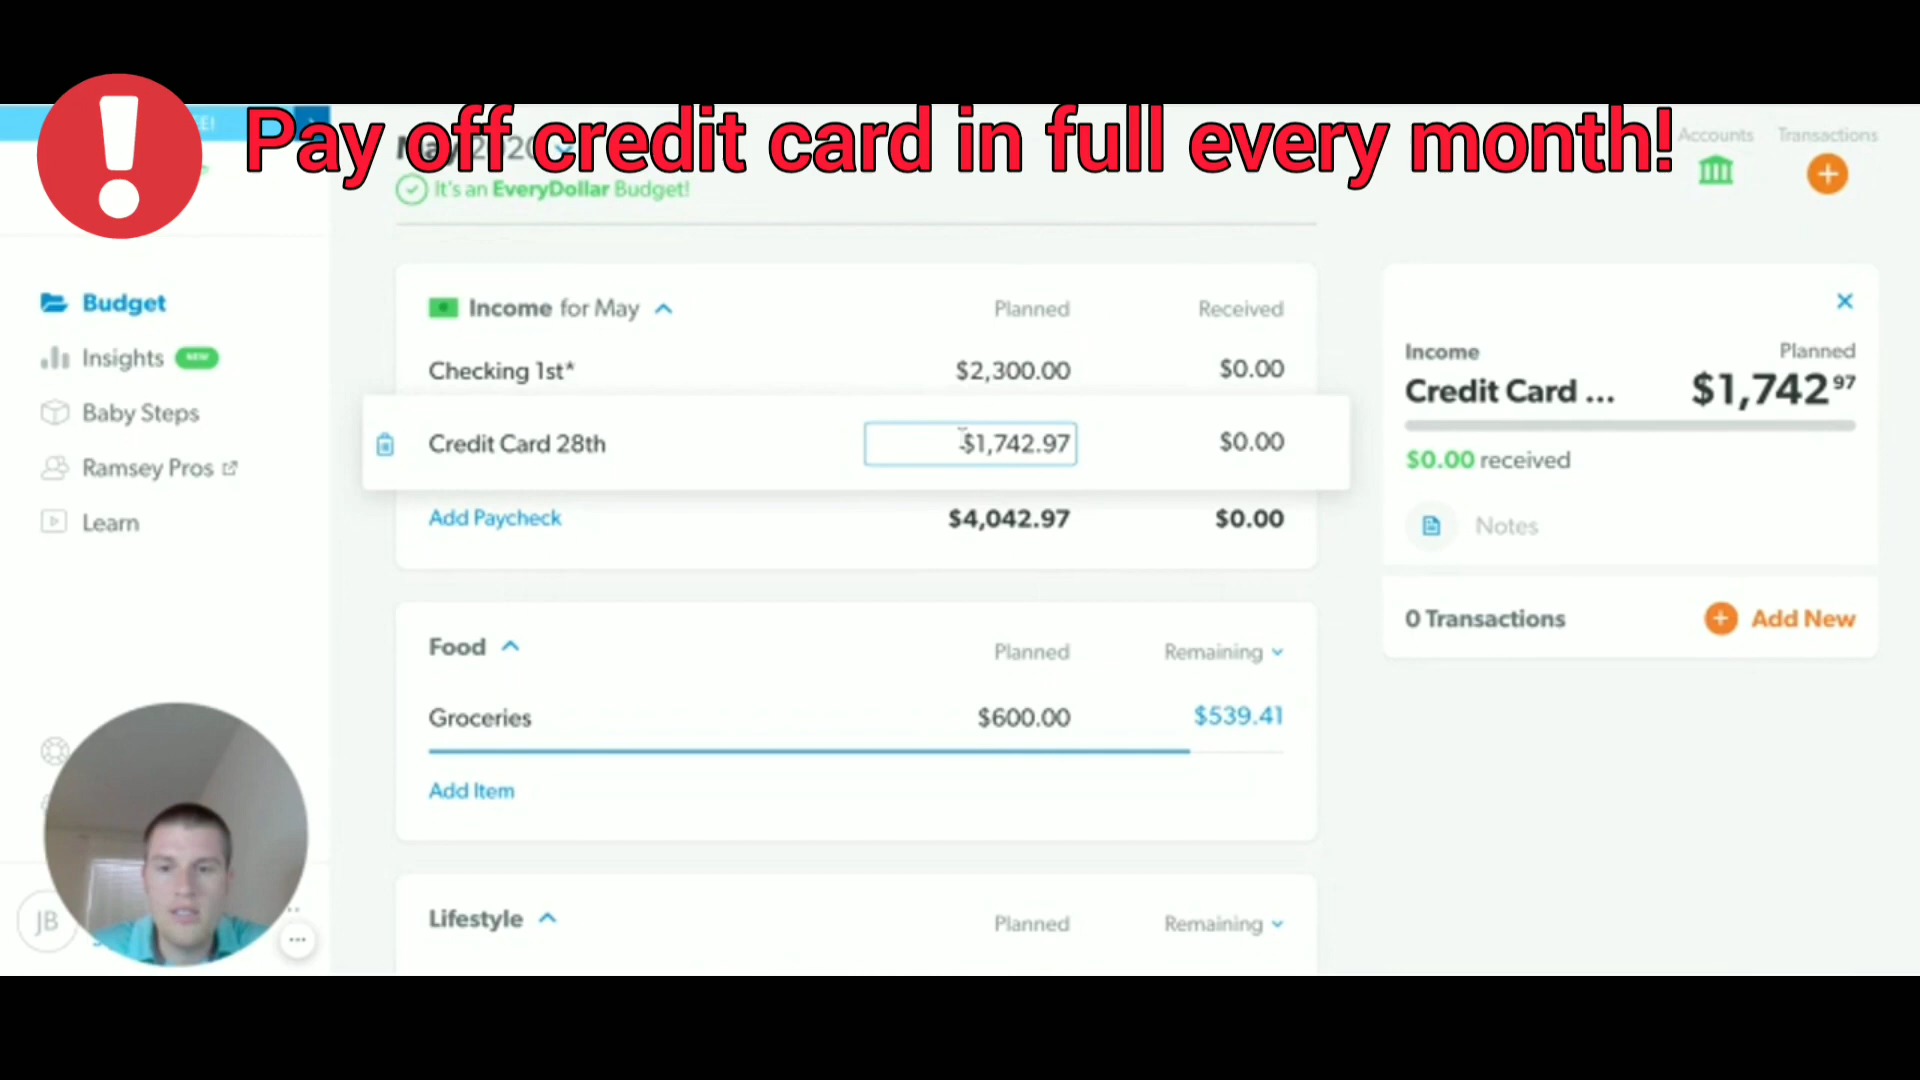 Pay off credit card in full every month!
EE!
May 2020
Accounts
Transactions
It's an EveryDollar Budget!
Budget
Insights NEW
Baby Steps
Ramsey Pros
Learn
JB
Income for May Planned Received
Checking 1st* $2,300.00 $0.00
Credit Card 28th $1,742.97 $0.00
Add Paycheck $4,042.97 $0.00
Food Planned Remaining
Groceries $600.00 $539.41
Add Item
Lifestyle Planned Remaining
Income Planned
Credit Card ... $1,742 97
$0.00 received
Notes
0 Transactions Add New